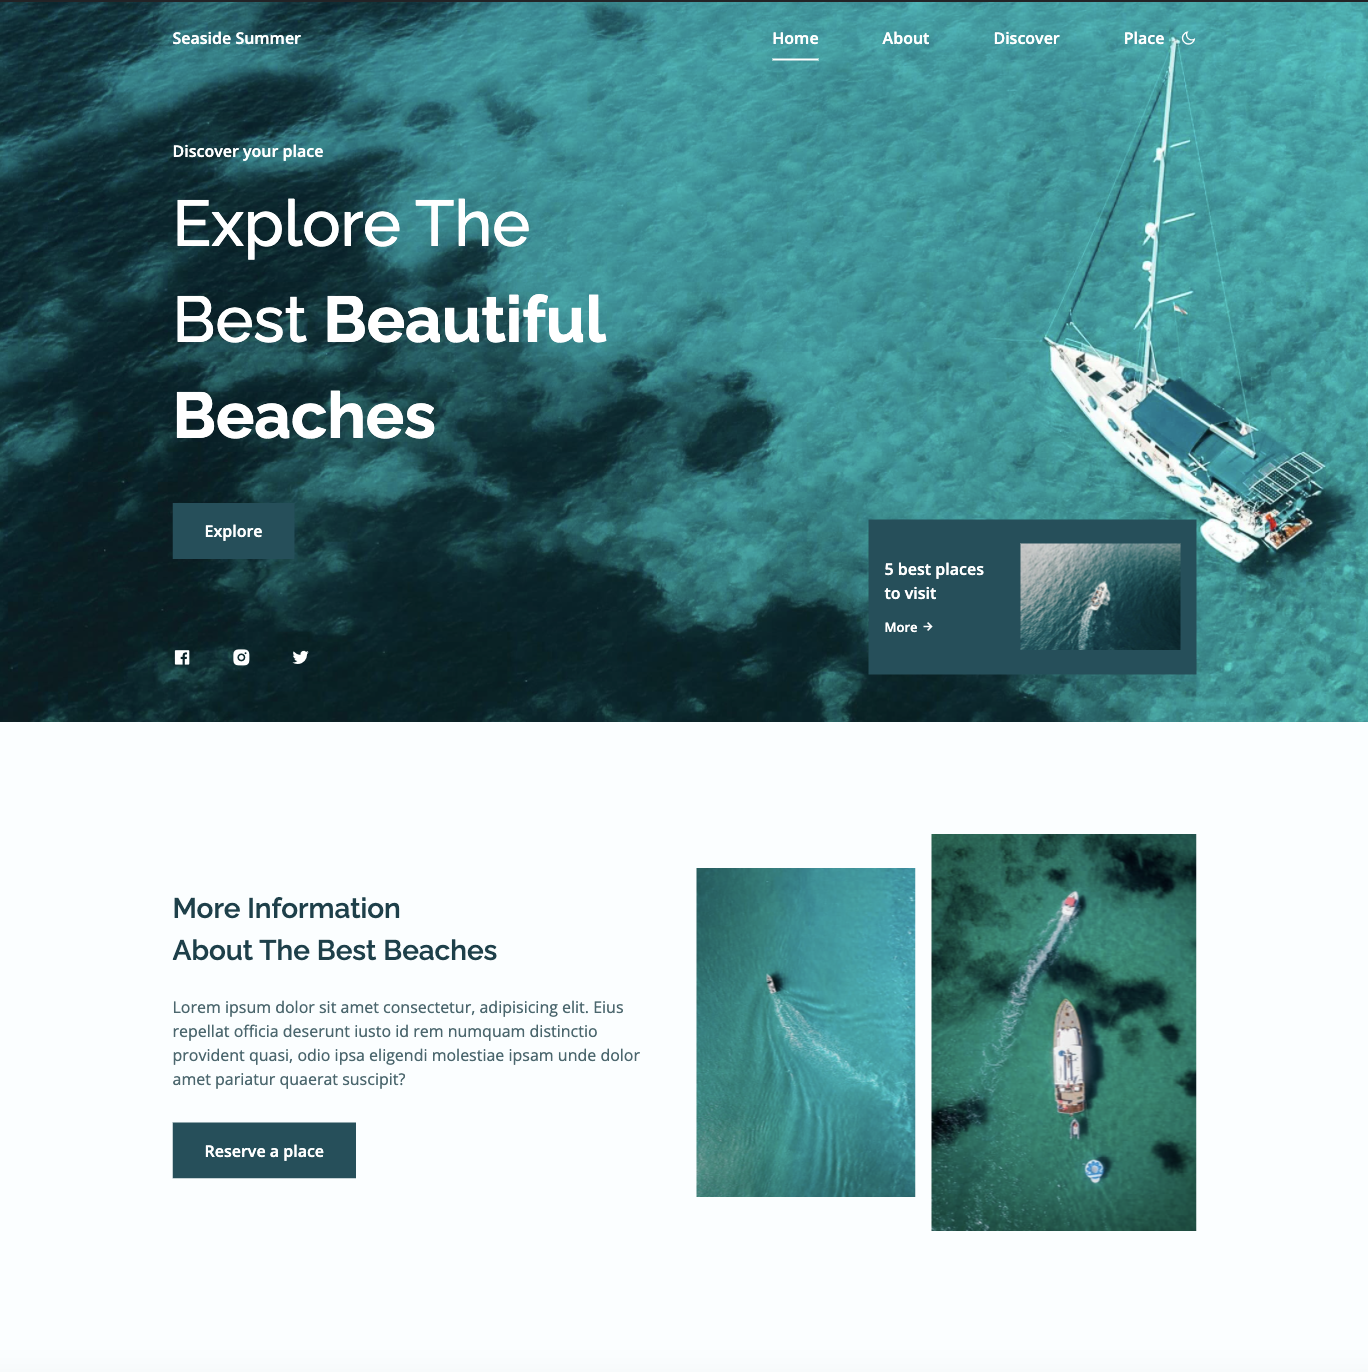 Seaside Summer
Home About Discover Place
Discover your place
Explore The
Best Beautiful
Beaches
Explore
5 best places
to visit
More →
More Information
About The Best Beaches
Lorem ipsum dolor sit amet consectetur, adipisicing elit. Eius
repellat officia deserunt iusto id rem numquam distinctio
provident quasi, odio ipsa eligendi molestiae ipsam unde dolor
amet pariatur quaerat suscipit?
Reserve a place